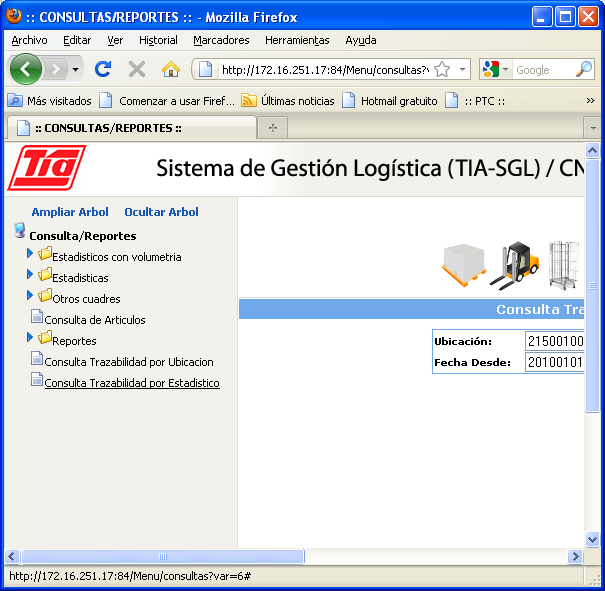 :: CONSULTAS/REPORTES :: - Mozilla Firefox
Archivo Editar Ver Historial Marcadores Herramientas Ayuda
http://172.16.251.17:84/Menu/consultas?v Google
Más visitados Comenzar a usar Firef... Últimas noticias Hotmail gratuito :: PTC :: »
:: CONSULTAS/REPORTES ::
Tia Sistema de Gestión Logística (TIA-SGL) / CN
Ampliar Arbol Ocultar Arbol
Consulta/Reportes
Estadisticos con volumetria
Estadisticas
Otros cuadres
Consulta de Articulos
Reportes
Consulta Trazabilidad por Ubicacion
Consulta Trazabilidad por Estadistico
Consulta Tra
Ubicación: 21500100
Fecha Desde: 20100101
http://172.16.251.17:84/Menu/consultas?var=6#